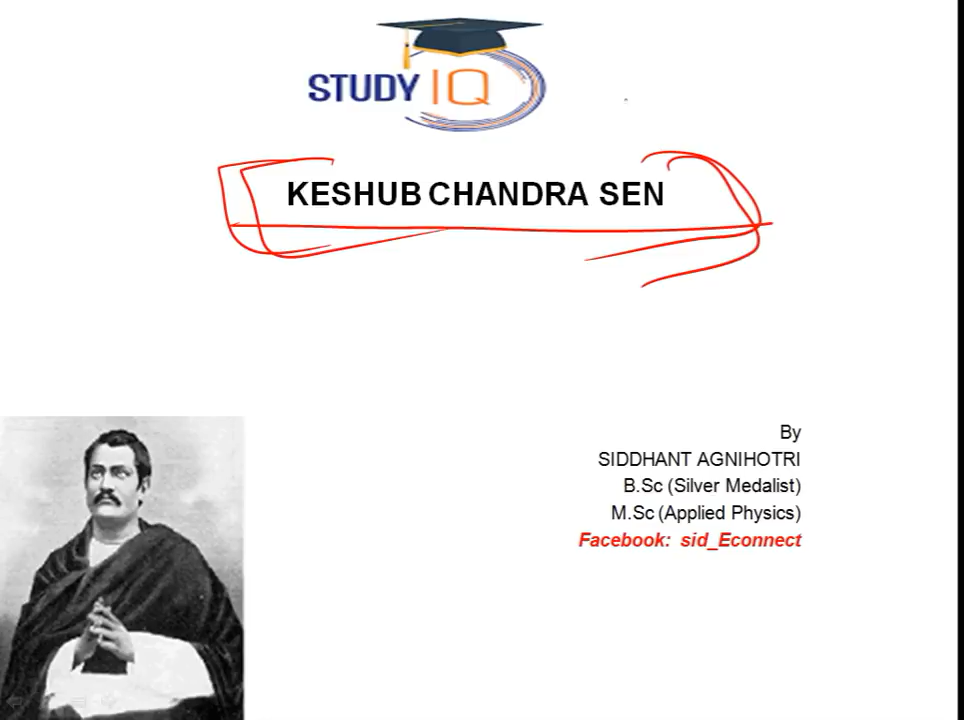 STUDY IQ
KESHUB CHANDRA SEN
By
SIDDHANT AGNIHOTRI
B.Sc (Silver Medalist)
M.Sc (Applied Physics)
Facebook: sid_Econnect